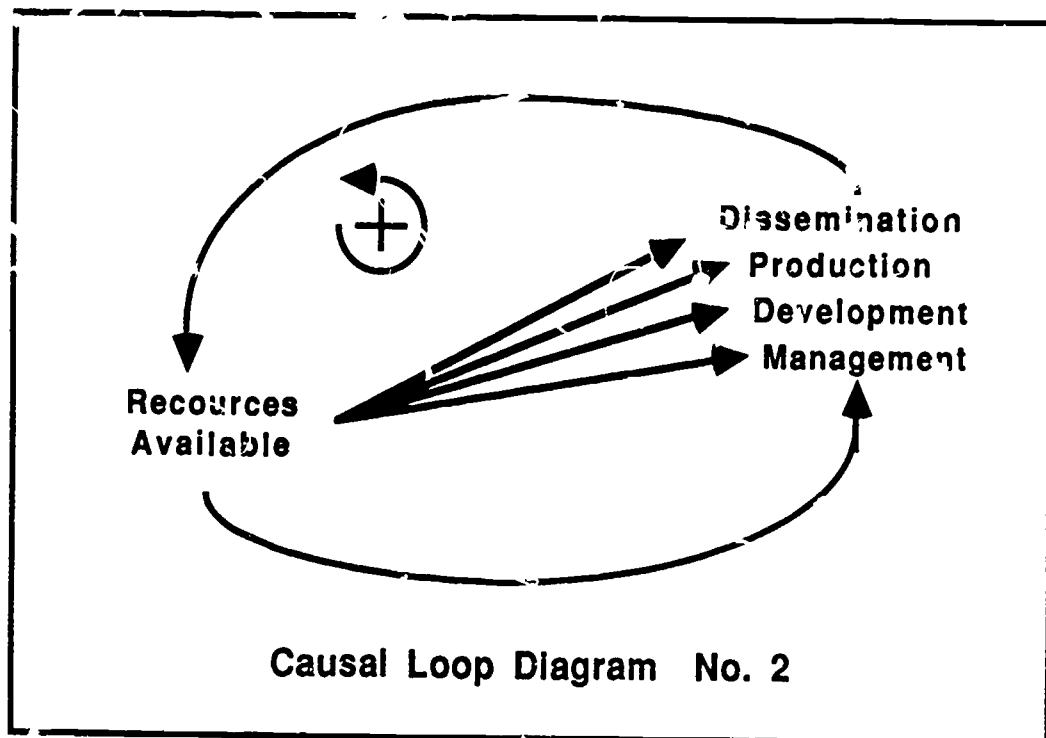 +
Dissemination
Production
Development
Management
Recources
Available
Causal Loop Diagram No. 2